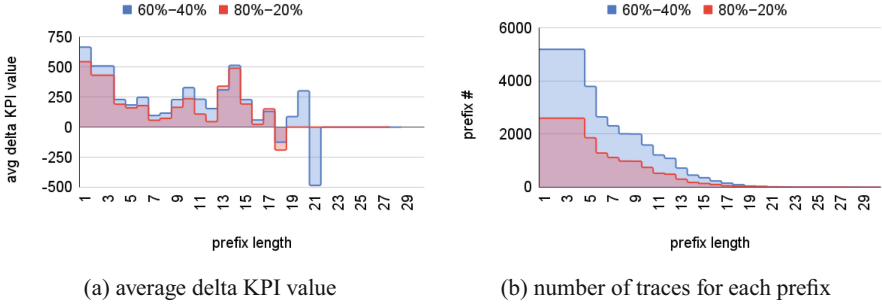 60%–40% 80%–20%
avg delta KPI value
750
500
250
0
-250
-500
1 3 5 7 9 11 13 15 17 19 21 23 25 27 29
prefix length
(a) average delta KPI value
60%–40% 80%–20%
prefix #
6000
4000
2000
0
1 3 5 7 9 11 13 15 17 19 21 23 25 27 29
prefix length
(b) number of traces for each prefix